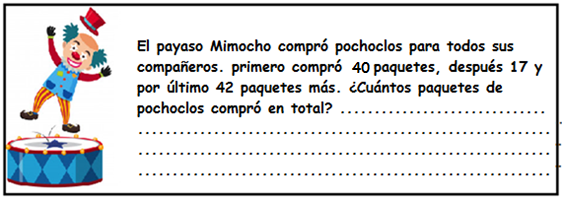 El payaso Mimocho compró pochoclos para todos sus
compañeros. primero compró 40 paquetes, después 17 y
por último 42 paquetes más. ¿Cuántos paquetes de
pochoclos compró en total? ................................
................................................................
................................................................
................................................................